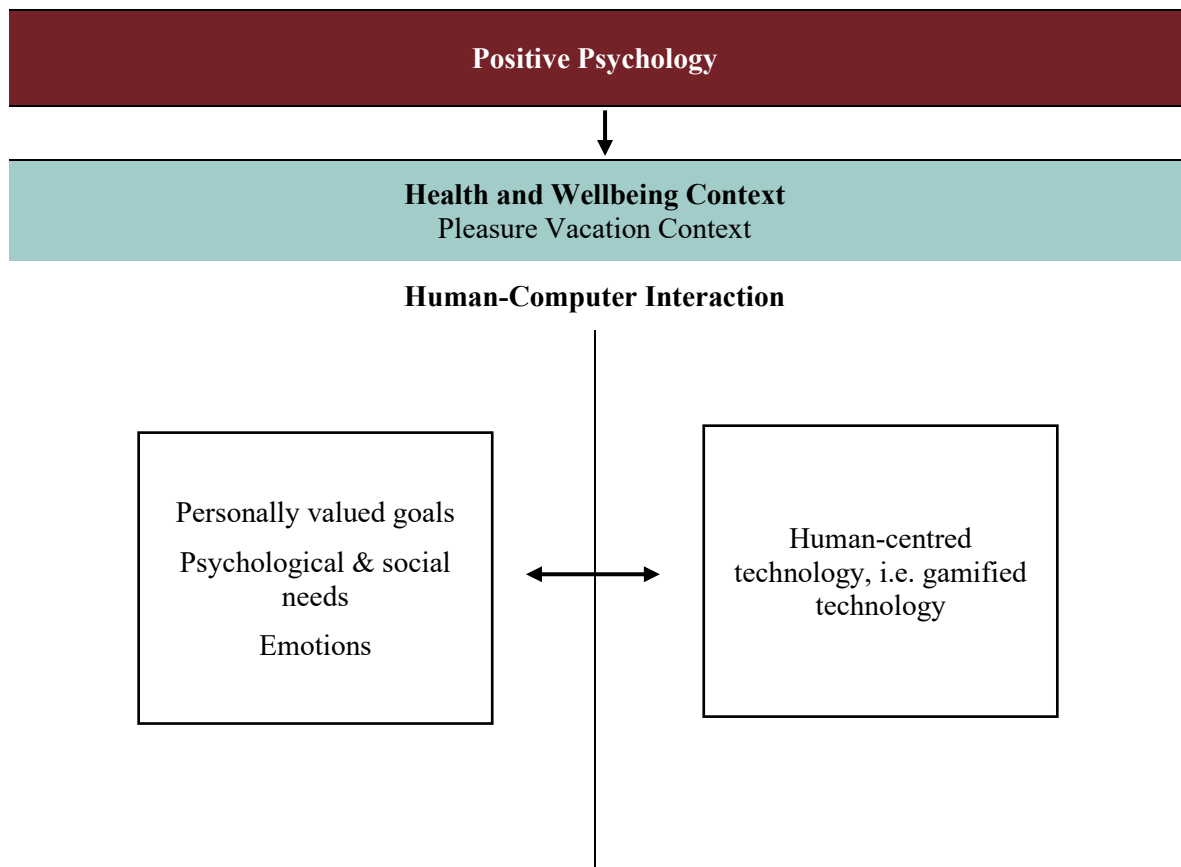 Positive Psychology
Health and Wellbeing Context
Pleasure Vacation Context
Human-Computer Interaction
Personally valued goals
Psychological & social
needs
Emotions
Human-centred
technology, i.e. gamified
technology